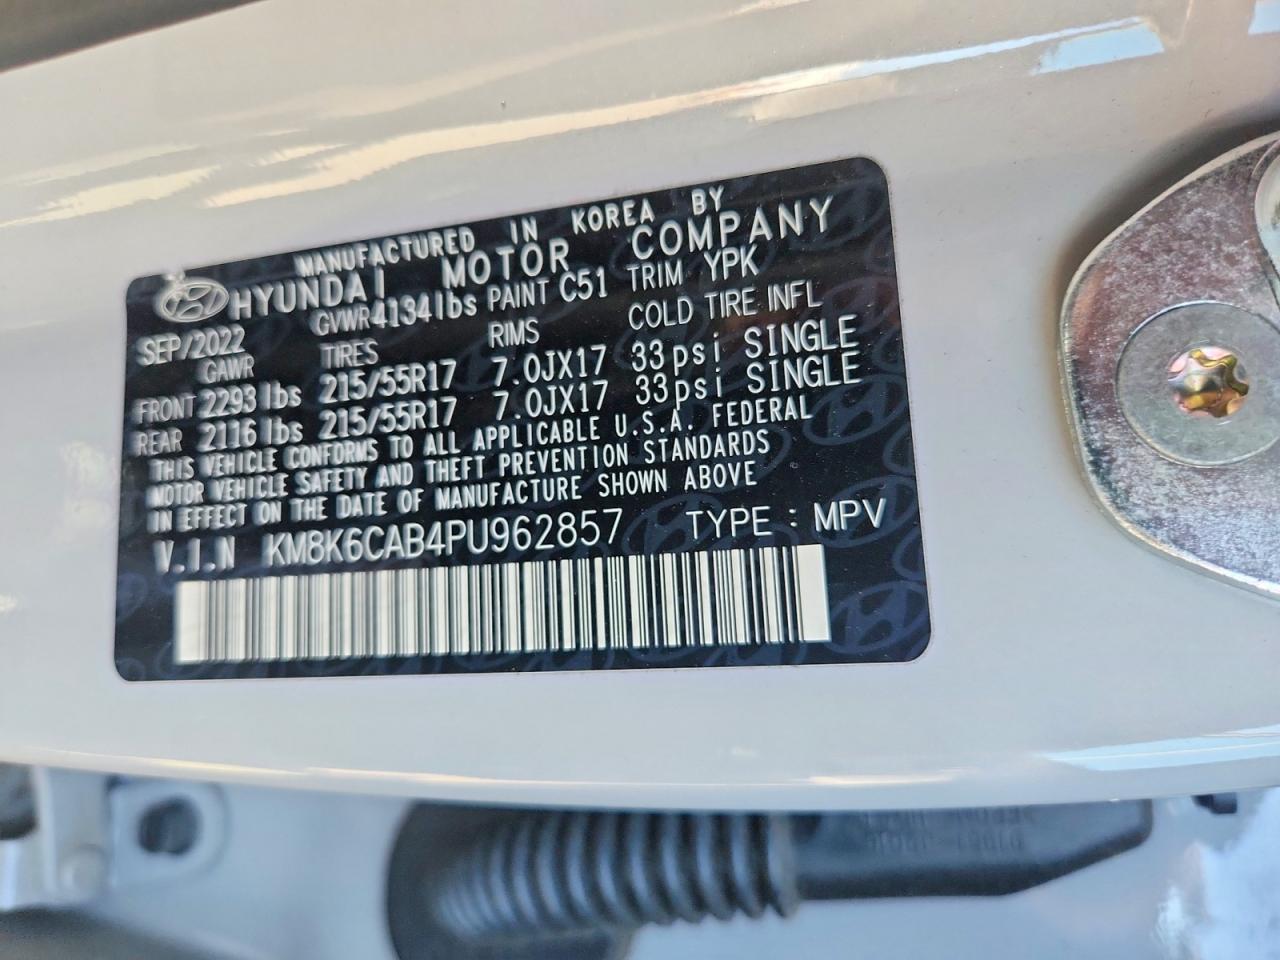 MANUFACTURED IN KOREA BY
HYUNDAI MOTOR COMPANY
SEP/2022 GVWR 4134lbs PAINT C51 TRIM YPK
GAWR TIRES RIMS COLD TIRE INFL
FRONT 2293 lbs 215/55R17 7.0JX17 33psi SINGLE
REAR 2116 lbs 215/55R17 7.0JX17 33psi SINGLE
THIS VEHICLE CONFORMS TO ALL APPLICABLE U.S.A. FEDERAL
MOTOR VEHICLE SAFETY AND THEFT PREVENTION STANDARDS
IN EFFECT ON THE DATE OF MANUFACTURE SHOWN ABOVE
V.I.N KM8K6CAB4PU962857 TYPE : MPV